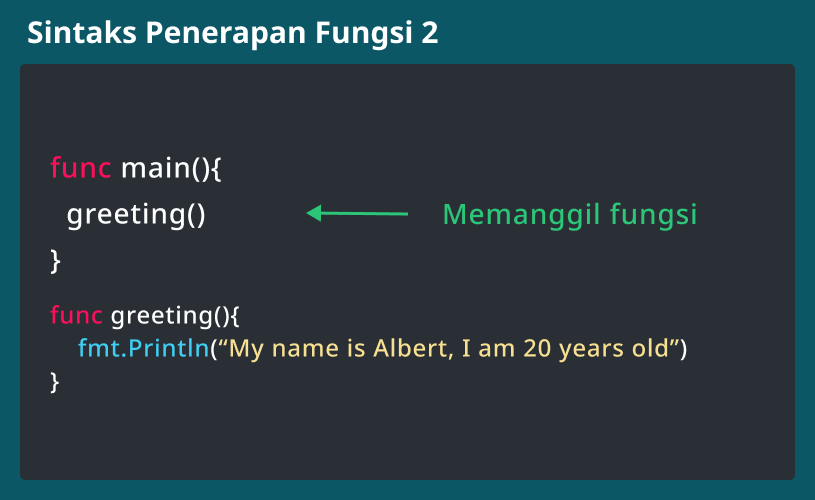 Sintaks Penerapan Fungsi 2
func main(){
greeting()
Memanggil fungsi
}
func greeting(){
fmt.Println(“My name is Albert, I am 20 years old”)
}